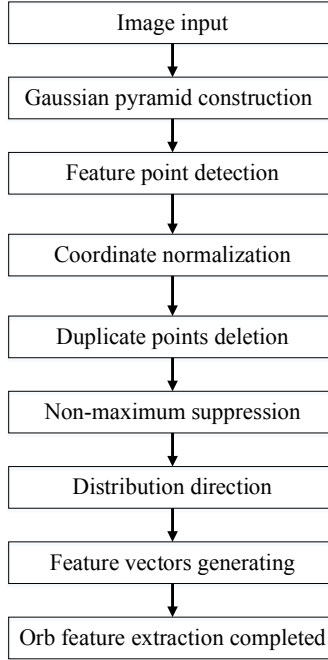 Image input
Gaussian pyramid construction
Feature point detection
Coordinate normalization
Duplicate points deletion
Non-maximum suppression
Distribution direction
Feature vectors generating
Orb feature extraction completed